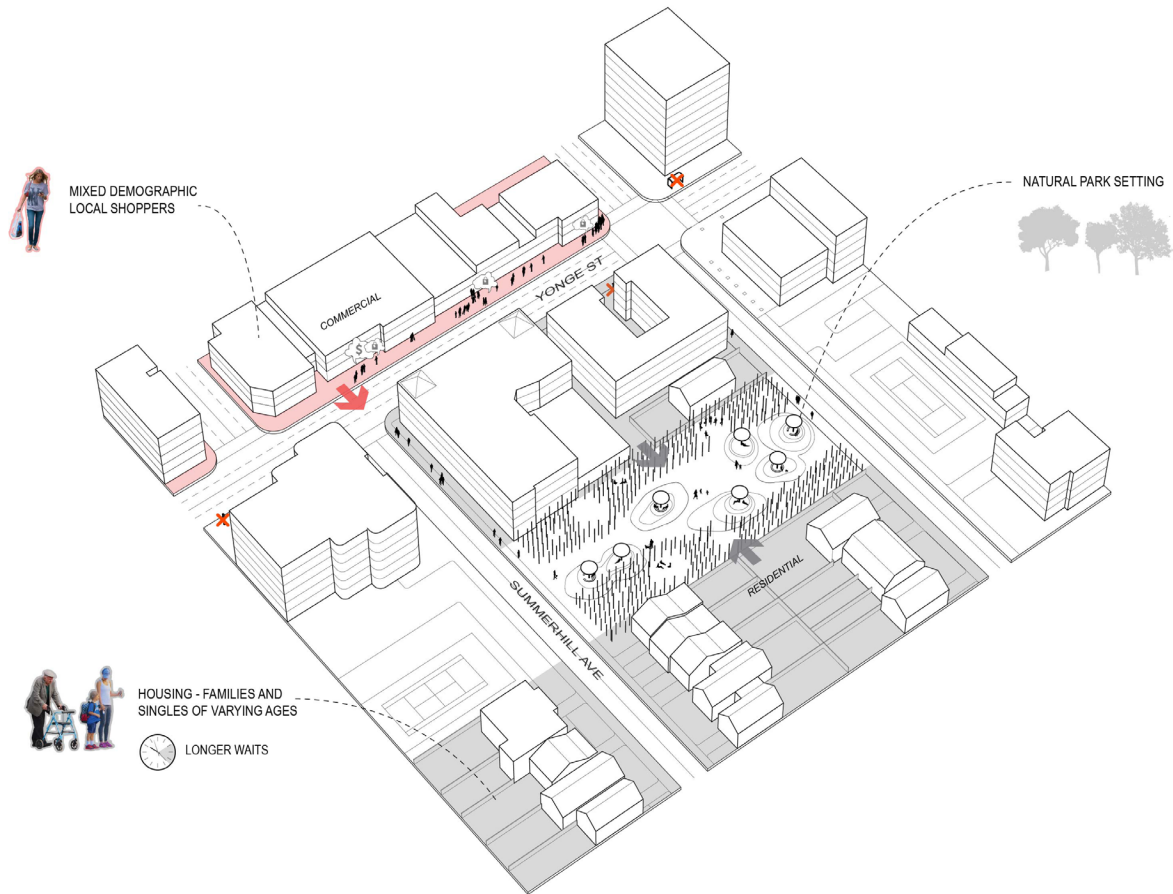 MIXED DEMOGRAPHIC
LOCAL SHOPPERS
NATURAL PARK SETTING
COMMERCIAL
YONGE ST
$
RESIDENTIAL
SUMMERHILL AVE
HOUSING - FAMILIES AND
SINGLES OF VARYING AGES
LONGER WAITS